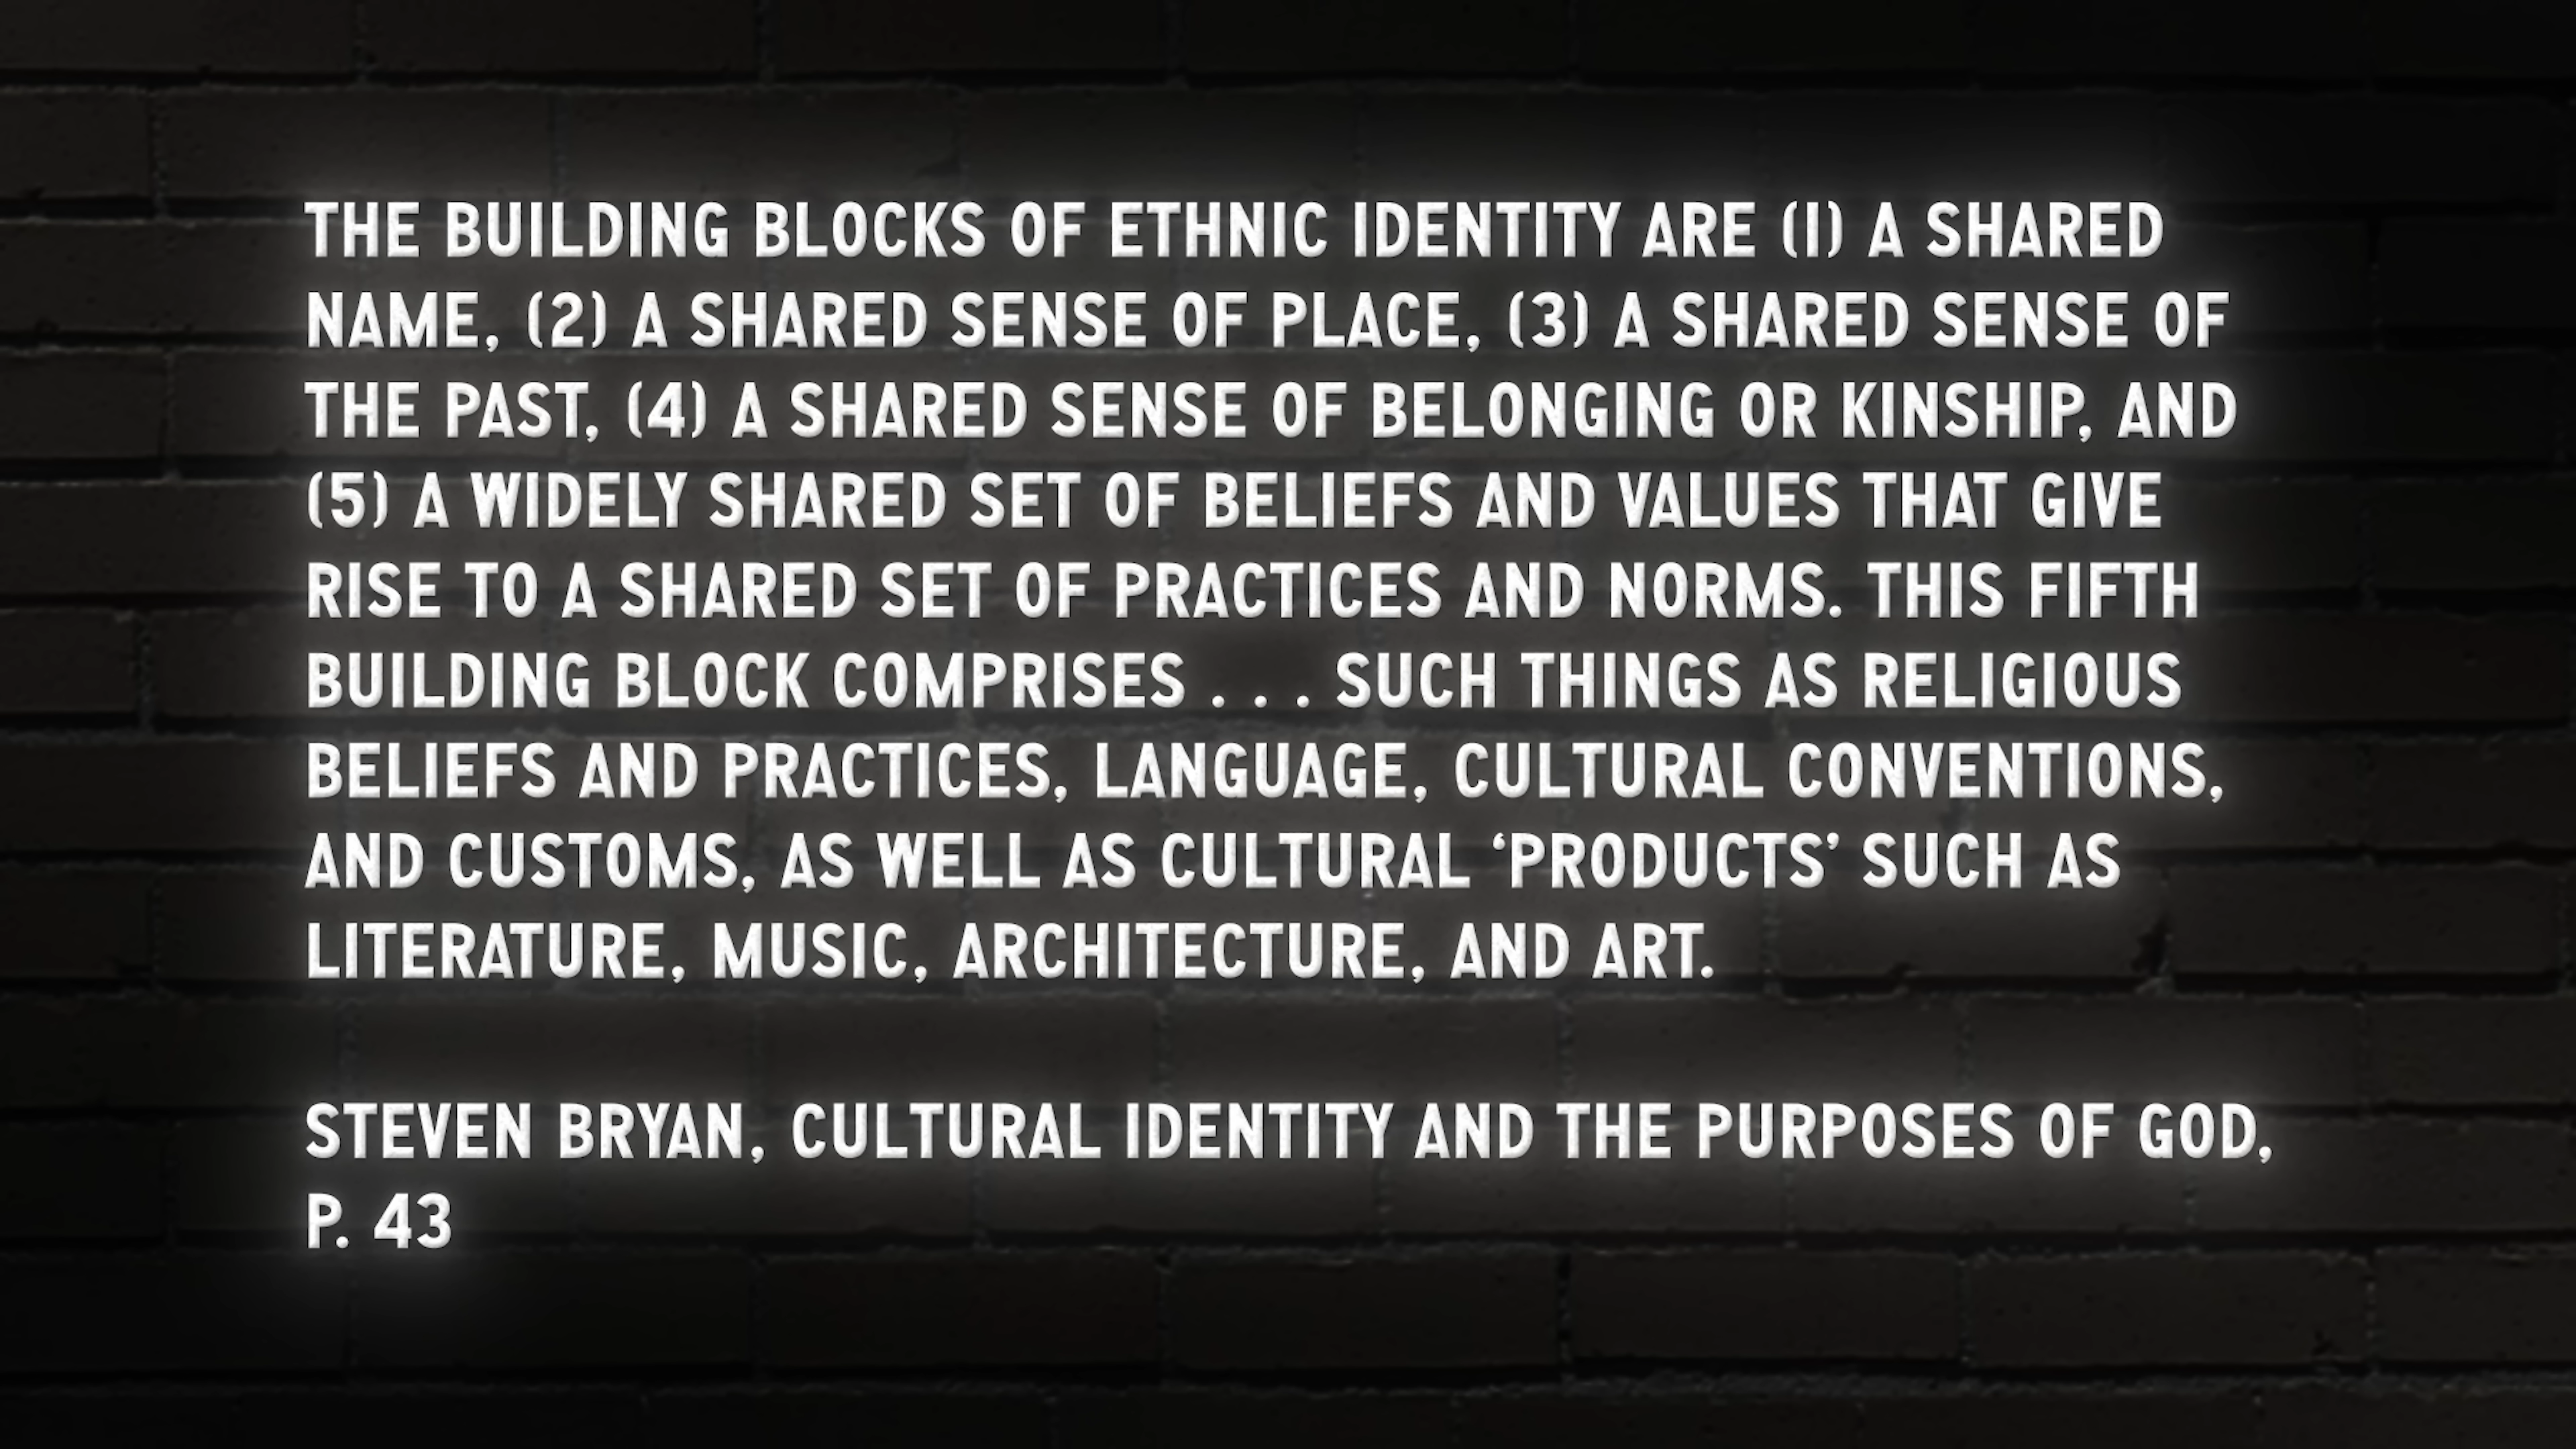 THE BUILDING BLOCKS OF ETHNIC IDENTITY ARE (1) A SHARED
NAME, (2) A SHARED SENSE OF PLACE, (3) A SHARED SENSE OF
THE PAST, (4) A SHARED SENSE OF BELONGING OR KINSHIP, AND
(5) A WIDELY SHARED SET OF BELIEFS AND VALUES THAT GIVE
RISE TO A SHARED SET OF PRACTICES AND NORMS. THIS FIFTH
BUILDING BLOCK COMPRISES . . . SUCH THINGS AS RELIGIOUS
BELIEFS AND PRACTICES, LANGUAGE, CULTURAL CONVENTIONS,
AND CUSTOMS, AS WELL AS CULTURAL ‘PRODUCTS’ SUCH AS
LITERATURE, MUSIC, ARCHITECTURE, AND ART.
STEVEN BRYAN, CULTURAL IDENTITY AND THE PURPOSES OF GOD,
P. 43